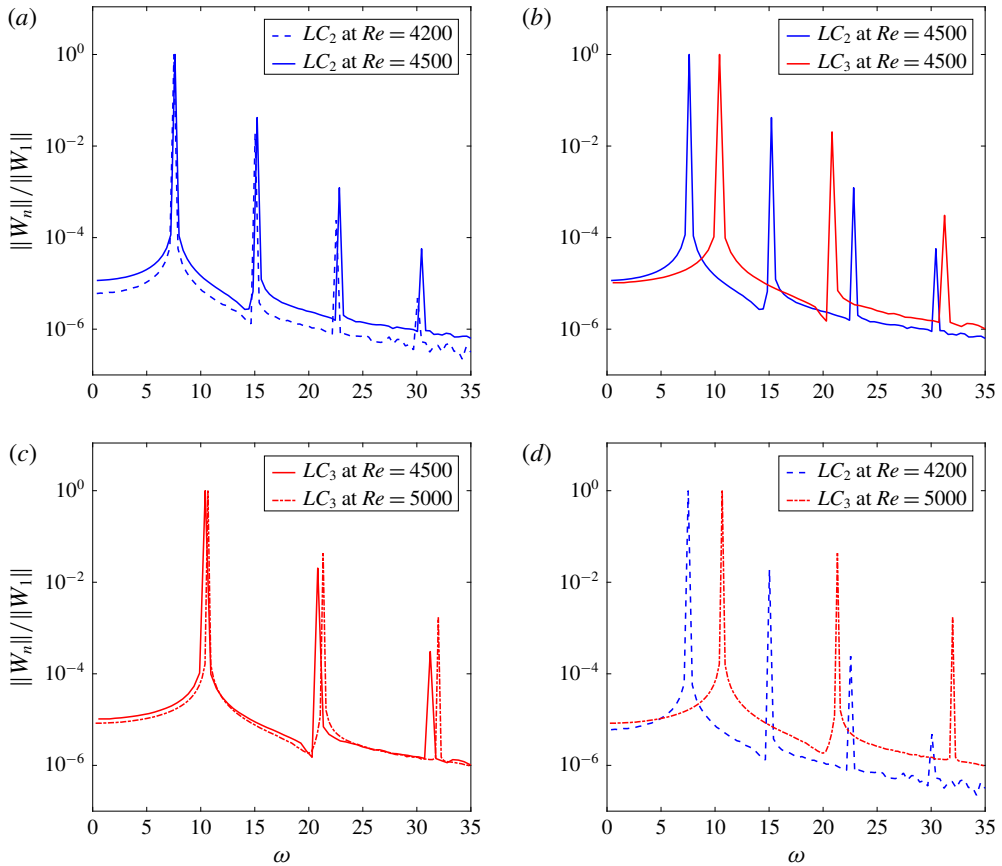 (a)
LC2 at Re = 4200
LC2 at Re = 4500
||Wn||/||W1||
10^0
10^-2
10^-4
10^-6
0 5 10 15 20 25 30 35
(b)
LC2 at Re = 4500
LC3 at Re = 4500
10^0
10^-2
10^-4
10^-6
0 5 10 15 20 25 30 35
(c)
LC3 at Re = 4500
LC3 at Re = 5000
||Wn||/||W1||
10^0
10^-2
10^-4
10^-6
0 5 10 15 20 25 30 35
ω
(d)
LC2 at Re = 4200
LC3 at Re = 5000
10^0
10^-2
10^-4
10^-6
0 5 10 15 20 25 30 35
ω